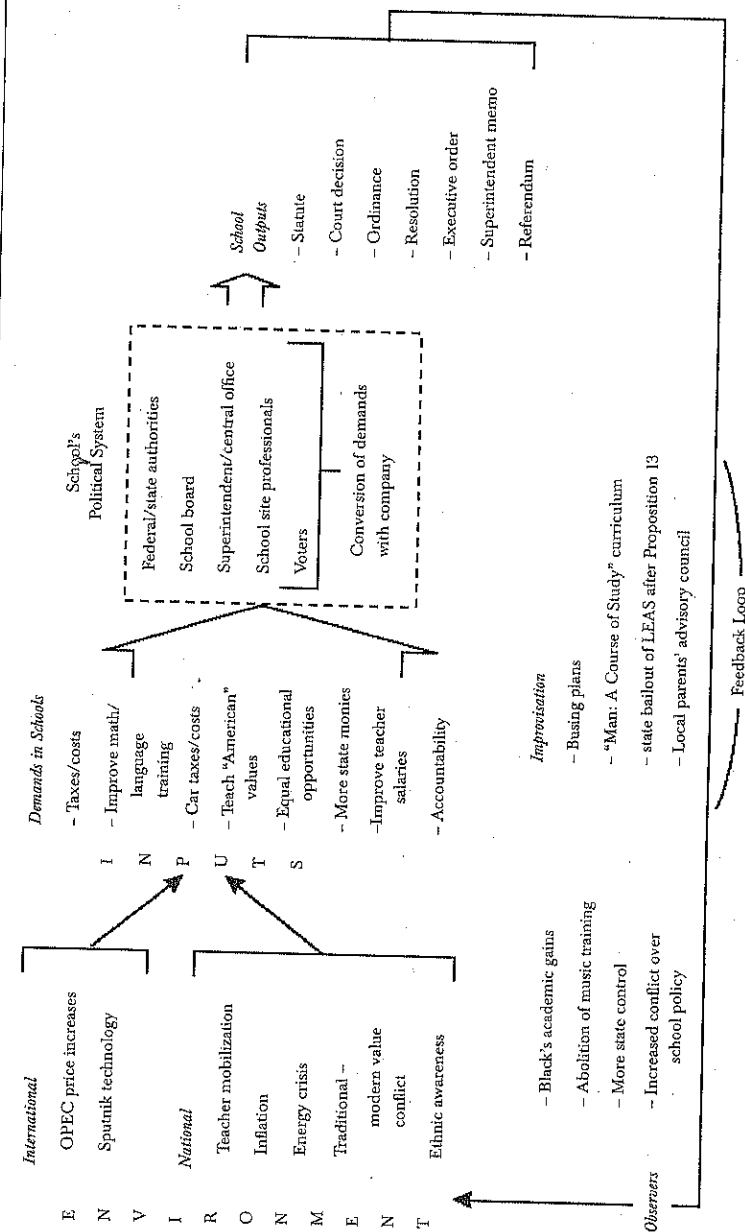 E
N
V
I
R
O
N
M
E
N
T
International
OPEC price increases
Sputnik technology
National
Teacher mobilization
Inflation
Energy crisis
Traditional –
modern value
conflict
Ethnic awareness
I
N
P
U
T
S
Demands in Schools
– Taxes/costs
– Improve math/
language
training
– Car taxes/costs
– Teach “American”
values
– Equal educational
opportunities
– More state monies
–Improve teacher
salaries
– Accountability
School's
Political System
Federal/state authorities
School board
Superintendent/central office
School site professionals
Voters
Conversion of demands
with company
School
Outputs
– Statute
– Court decision
– Ordinance
– Resolution
– Executive order
– Superintendent memo
– Referendum
Observers
– Black's academic gains
– Abolition of music training
– More state control
– Increased conflict over
school policy
Improvisation
– Busing plans
– “Man: A Course of Study” curriculum
– state bailout of LEAS after Proposition 13
– Local parents' advisory council
Feedback Loop